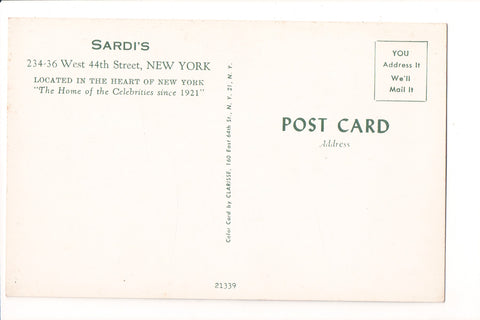 SARDI'S
234-36 West 44th Street, NEW YORK
LOCATED IN THE HEART OF NEW YORK
"The Home of the Celebrities since 1921"
Color Card by CLARISSE, 160 East 64th St., N. Y. 21, N. Y.
YOU
Address It
We'll
Mail It
POST CARD
Address
21339